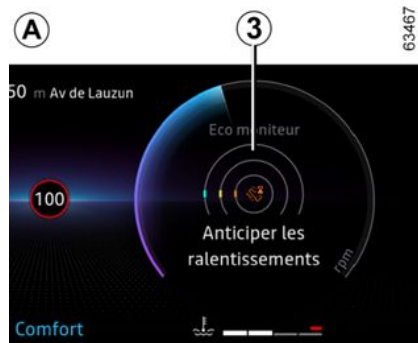 A
3
63467
50 m Av de Lauzun
Eco moniteur
100
Anticiper les
ralentissements
rpm
Comfort